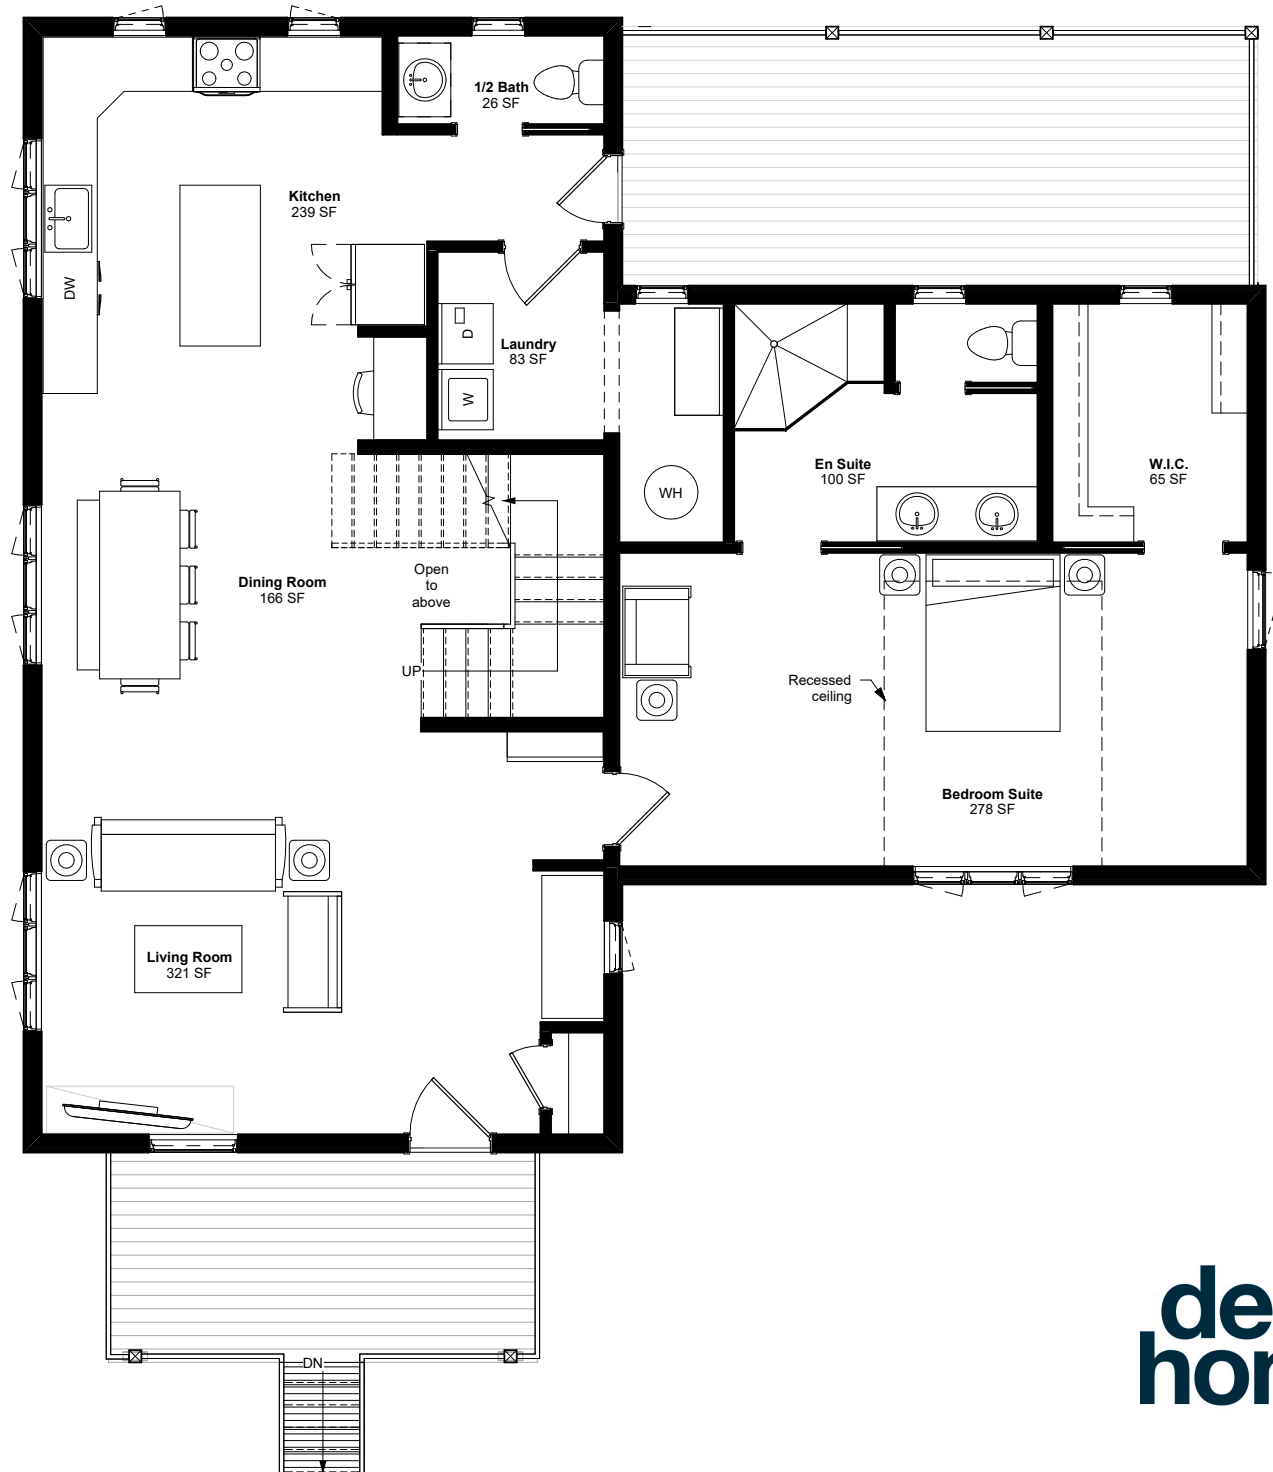 1/2 Bath
26 SF
Kitchen
239 SF
DW
D
Laundry
83 SF
W
WH
En Suite
100 SF
W.I.C.
65 SF
Dining Room
166 SF
Open
to
above
UP
Recessed
ceiling
Bedroom Suite
278 SF
Living Room
321 SF
DN
de
hor